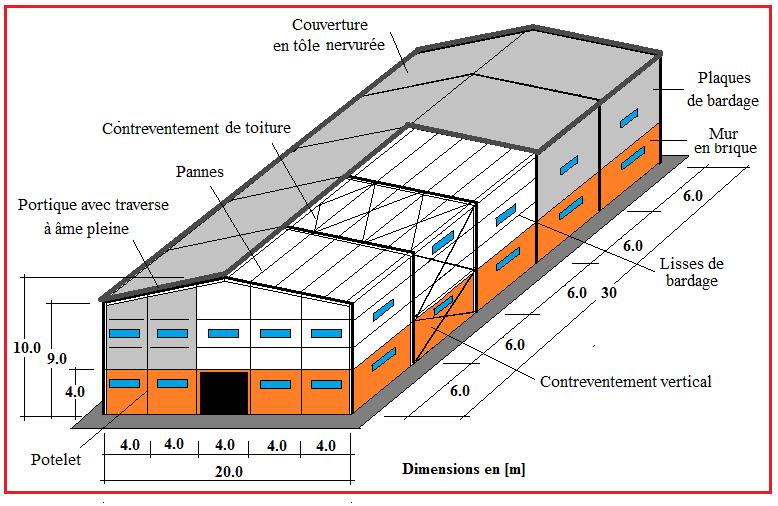 Couverture
en tôle nervurée
Plaques
de bardage
Contreventement de toiture
Mur
en brique
Pannes
Portique avec traverse
à âme pleine
6.0
6.0
Lisses de
bardage
6.0 30
10.0
9.0
6.0
4.0
Contreventement vertical
6.0
4.0 4.0 4.0 4.0 4.0
Potelet
20.0
Dimensions en [m]